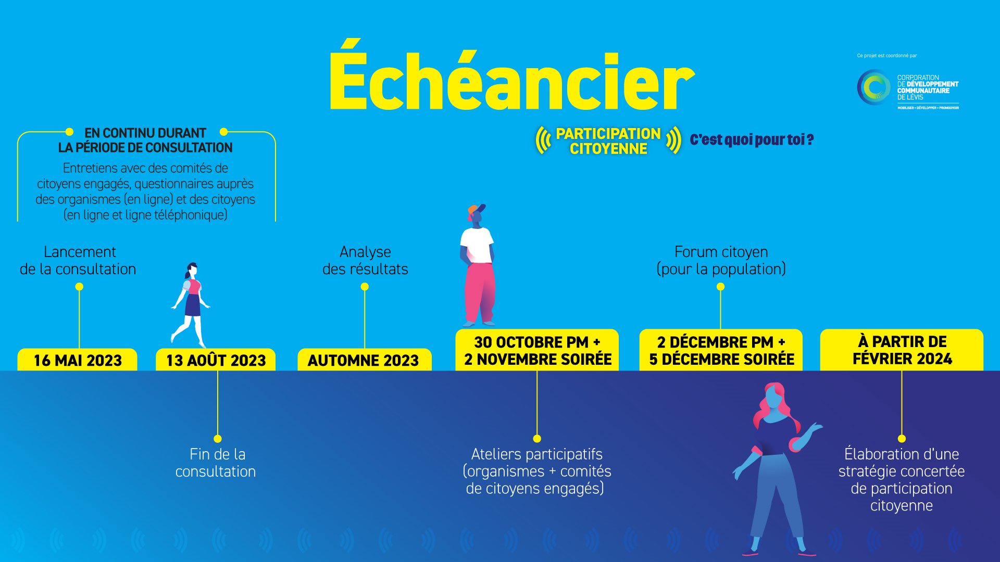 Échéancier
Ce projet est coordonné par
CORPORATION
DE DÉVELOPPEMENT
COMMUNAUTAIRE
DE LÉVIS
MOBILISER • DÉVELOPPER • PROMOUVOIR
PARTICIPATION
CITOYENNE
C'est quoi pour toi ?
EN CONTINU DURANT
LA PÉRIODE DE CONSULTATION
Entretiens avec des comités de
citoyens engagés, questionnaires auprès
des organismes (en ligne) et des citoyens
(en ligne et ligne téléphonique)
Lancement
de la consultation
16 MAI 2023
13 AOÛT 2023
Fin de la
consultation
Analyse
des résultats
AUTOMNE 2023
30 OCTOBRE PM +
2 NOVEMBRE SOIRÉE
Ateliers participatifs
(organismes + comités
de citoyens engagés)
Forum citoyen
(pour la population)
2 DÉCEMBRE PM +
5 DÉCEMBRE SOIRÉE
À PARTIR DE
FÉVRIER 2024
Élaboration d'une
stratégie concertée
de participation
citoyenne